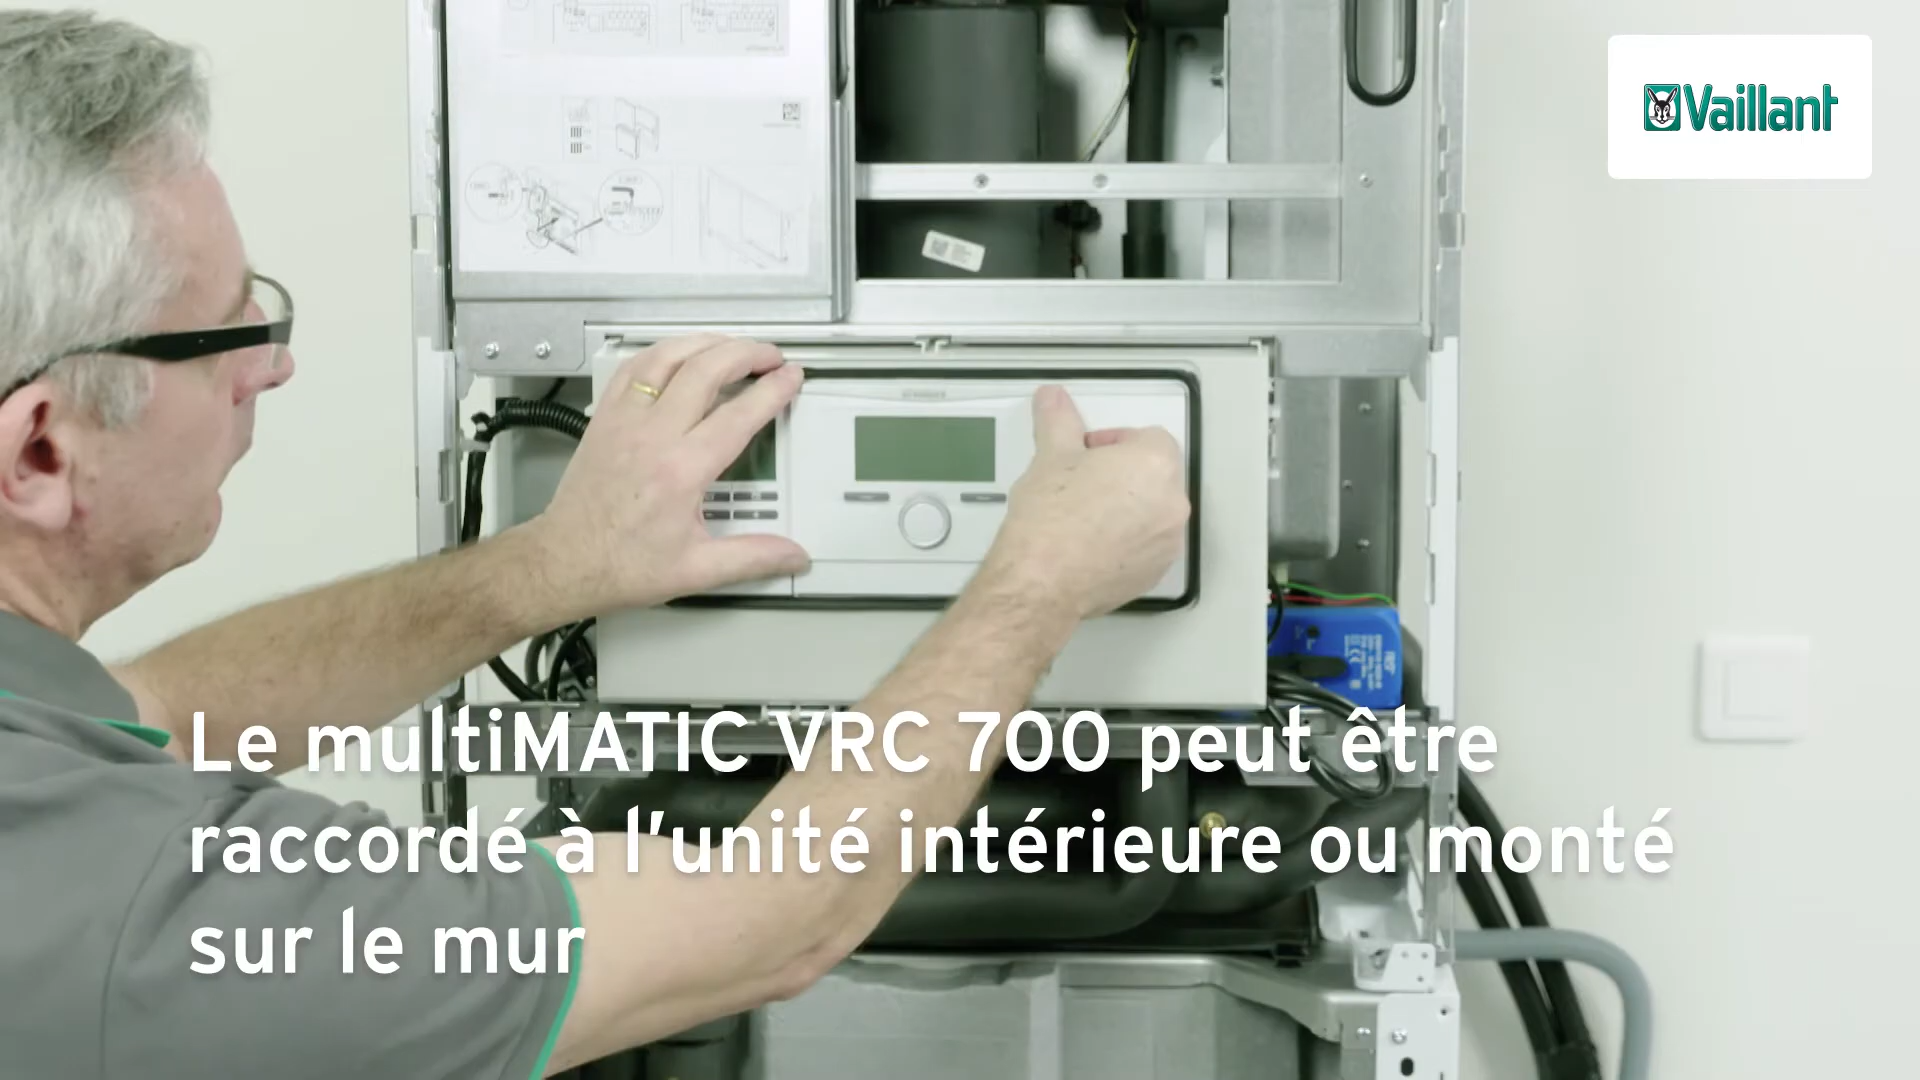 Vaillant
Le multiMATIC VRC 700 peut être
raccordé à l'unité intérieure ou monté
sur le mur